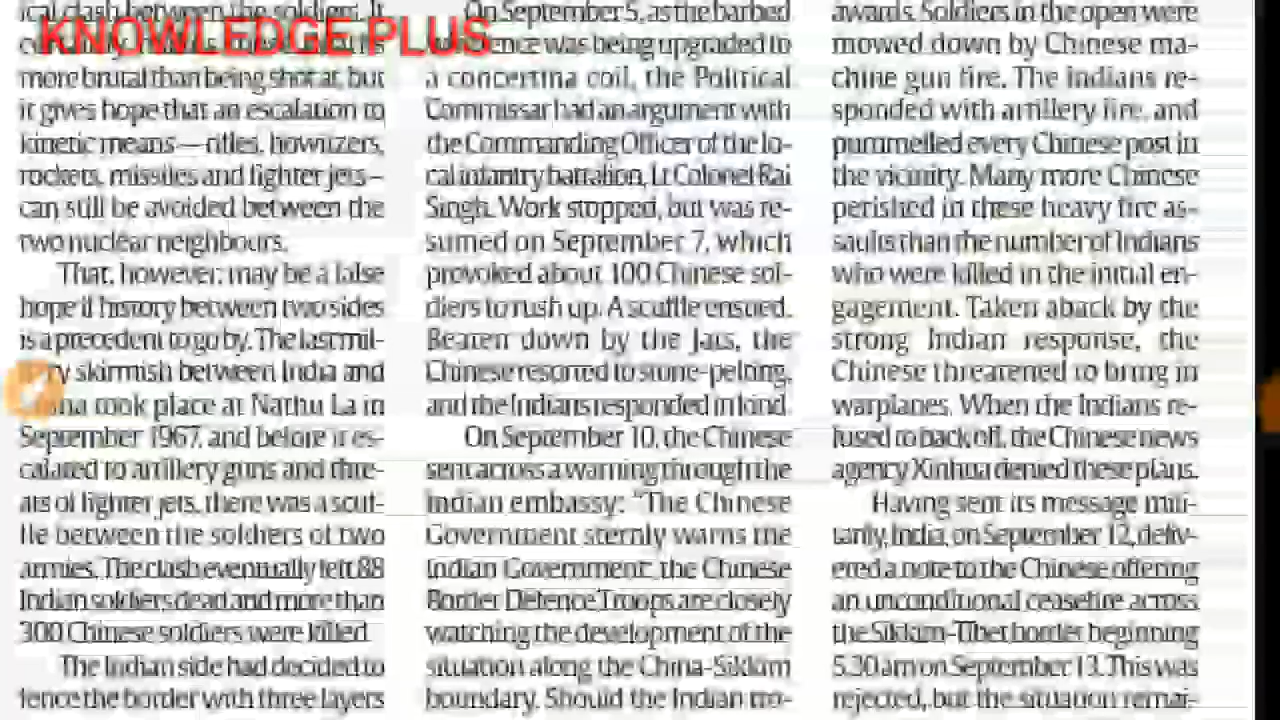 ical clash between the soldiers. It
KNOWLEDGE PLUS
more brutal than being shot at, but
it gives hope that an escalation to
kinetic means — rifles, howitzers,
rockets, missiles and fighter jets –
can still be avoided between the
two nuclear neighbours.
That, however, may be a false
hope if history between two sides
is a precedent to go by. The last mil-
skirmish between India and
took place at Nathu La in
September 1967, and before it es-
calated to artillery guns and thre-
ats of fighter jets, there was a scuf-
fle between the soldiers of two
armies. The clash eventually left 88
Indian soldiers dead and more than
300 Chinese soldiers were killed.
The Indian side had decided to
fence the border with three layers
On September 5, as the barbed
fence was being upgraded to
a concertina coil, the Political
Commissar had an argument with
the Commanding Officer of the lo-
cal infantry battalion, Lt Colonel Rai
Singh. Work stopped, but was re-
sumed on September 7, which
provoked about 100 Chinese sol-
diers to rush up. A scuffle ensued.
Beaten down by the Jats, the
Chinese resorted to stone-pelting,
and the Indians responded in kind.
On September 10, the Chinese
sent across a warning through the
Indian embassy: "The Chinese
Government sternly warns the
Indian Government: the Chinese
Border Defence Troops are closely
watching the development of the
situation along the China-Sikkim
boundary. Should the Indian tro-
awards. Soldiers in the open were
mowed down by Chinese ma-
chine gun fire. The Indians re-
sponded with artillery fire, and
pummelled every Chinese post in
the vicinity. Many more Chinese
perished in these heavy fire as-
saults than the number of Indians
who were killed in the initial en-
gagement. Taken aback by the
strong Indian response, the
Chinese threatened to bring in
warplanes. When the Indians re-
fused to back off, the Chinese news
agency Xinhua denied these plans.
Having sent its message mili-
tarily, India, on September 12, deliv-
ered a note to the Chinese offering
an unconditional ceasefire across
the Sikkim-Tibet border beginning
5.30 am on September 13. This was
rejected, but the situation remai-